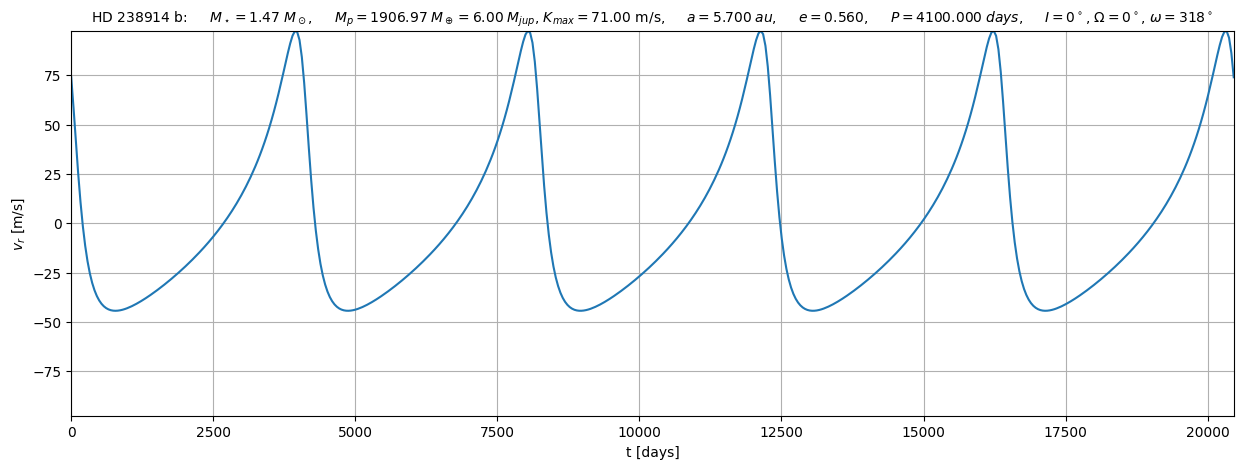 HD 238914 b: M⋆ = 1.47 M⊙, Mp = 1906.97 M⊕ = 6.00 Mjup, Kmax = 71.00 m/s, a = 5.700 au, e = 0.560, P = 4100.000 days, I = 0°, Ω = 0°, ω = 318°
75
50
25
0
−25
−50
−75
vr [m/s]
0 2500 5000 7500 10000 12500 15000 17500 20000
t [days]